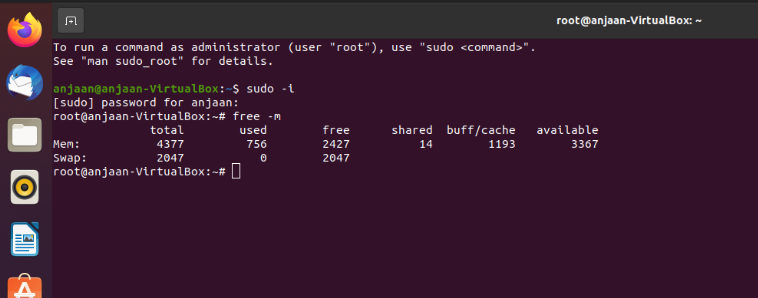 root@anjaan-VirtualBox: ~
To run a command as administrator (user "root"), use "sudo <command>".
See "man sudo_root" for details.
anjaan@anjaan-VirtualBox:~$ sudo -i
[sudo] password for anjaan:
root@anjaan-VirtualBox:~# free -m
total used free shared buff/cache available
Mem: 4377 756 2427 14 1193 3367
Swap: 2047 0 2047
root@anjaan-VirtualBox:~#